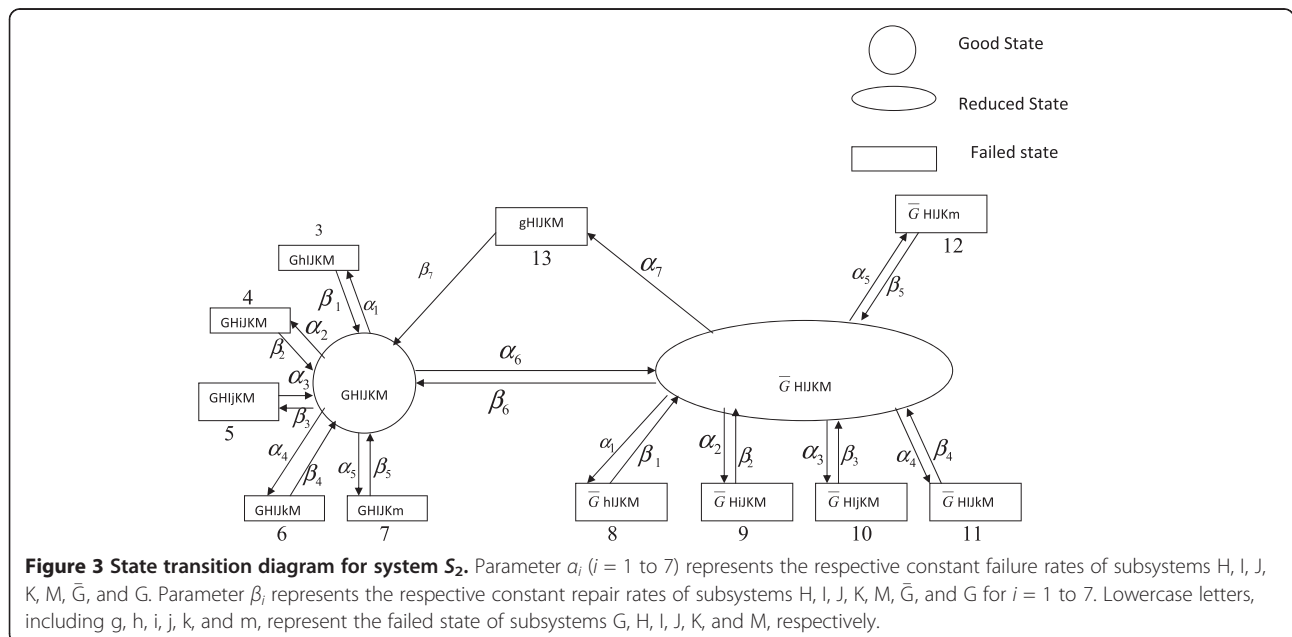 Good State
Reduced State
Failed state
G̅ HIJKm
12
gHIJKM
13
3
GhIJKM
β₇
α₇
α₅
β₅
β₁
α₁
4
GHiJKM
α₂
β₂
α₆
α₃
GHIjKM
β₃
5
GHIJKM
G̅ HIJKM
β₆
α₄
β₄
α₅
β₅
α₁
β₁
α₂
β₂
α₃
β₃
α₄
β₄
GHIJkM
6
GHIJKm
7
G̅ hIJKM
8
G̅ HiJKM
9
G̅ HIjKM
10
G̅ HIJkM
11
Figure 3 State transition diagram for system S₂. Parameter αᵢ (i = 1 to 7) represents the respective constant failure rates of subsystems H, I, J,
K, M, G̅, and G. Parameter βᵢ represents the respective constant repair rates of subsystems H, I, J, K, M, G̅, and G for i = 1 to 7. Lowercase letters,
including g, h, i, j, k, and m, represent the failed state of subsystems G, H, I, J, K, and M, respectively.